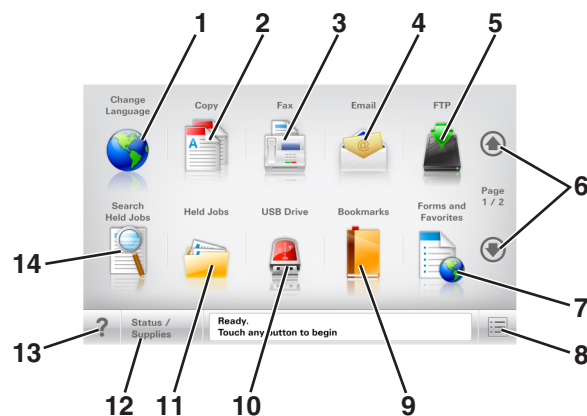 1 2 3 4 5
Change Language Copy Fax Email FTP
A @
6
Page 1 / 2
Search Held Jobs Held Jobs USB Drive Bookmarks Forms and Favorites
14
7
? Status / Supplies Ready. Touch any button to begin
13 12 11 10 9 8